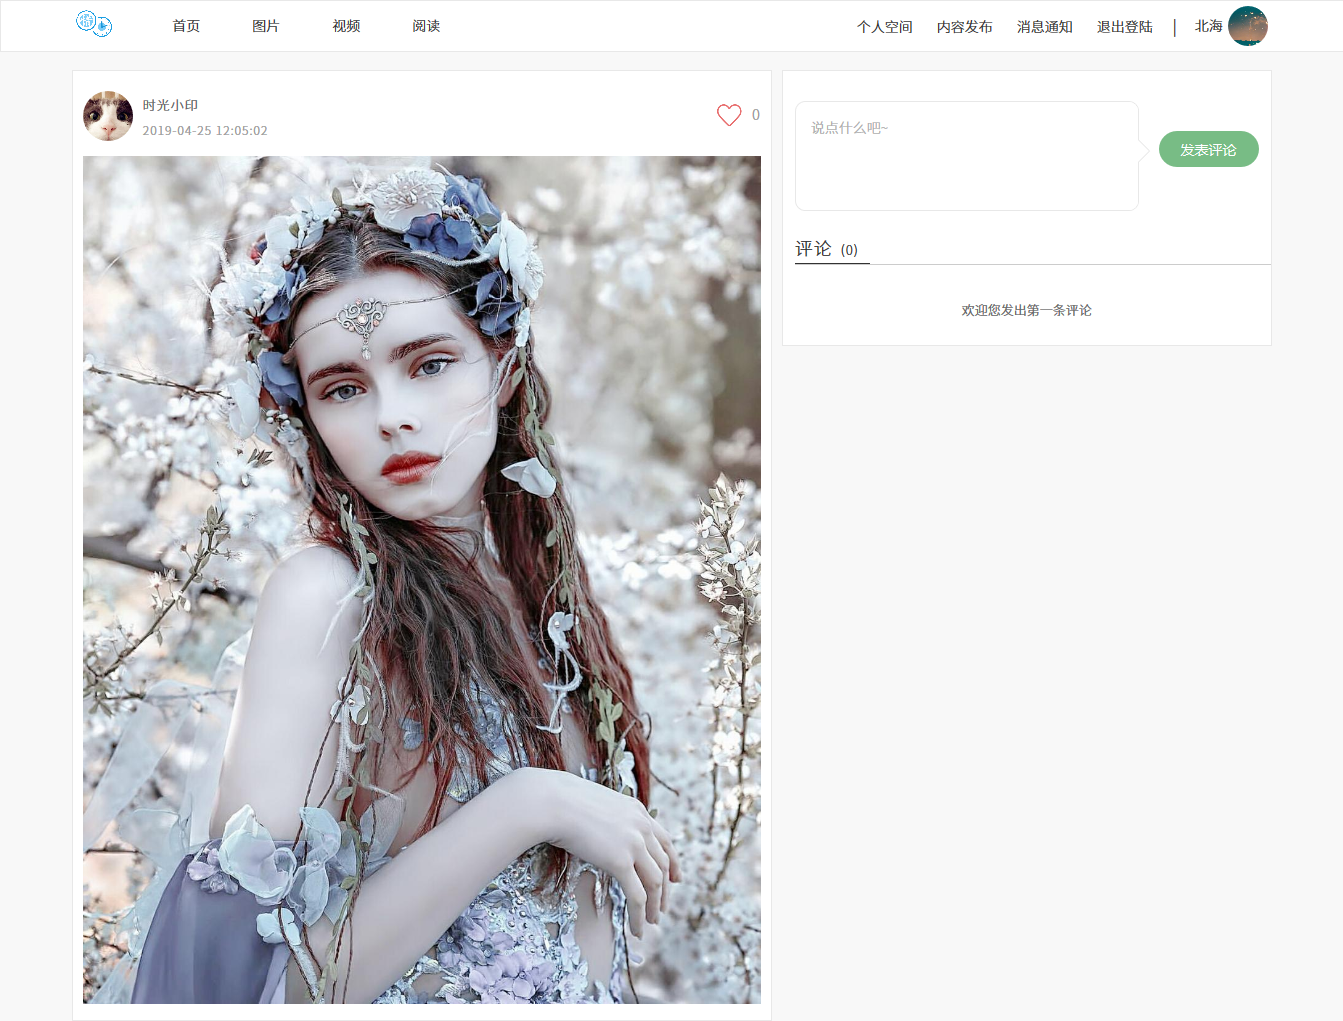 首页 图片 视频 阅读 个人空间 内容发布 消息通知 退出登陆 | 北海
时光小印
2019-04-25 12:05:02
0
说点什么吧~
发表评论
评论 (0)
欢迎您发出第一条评论